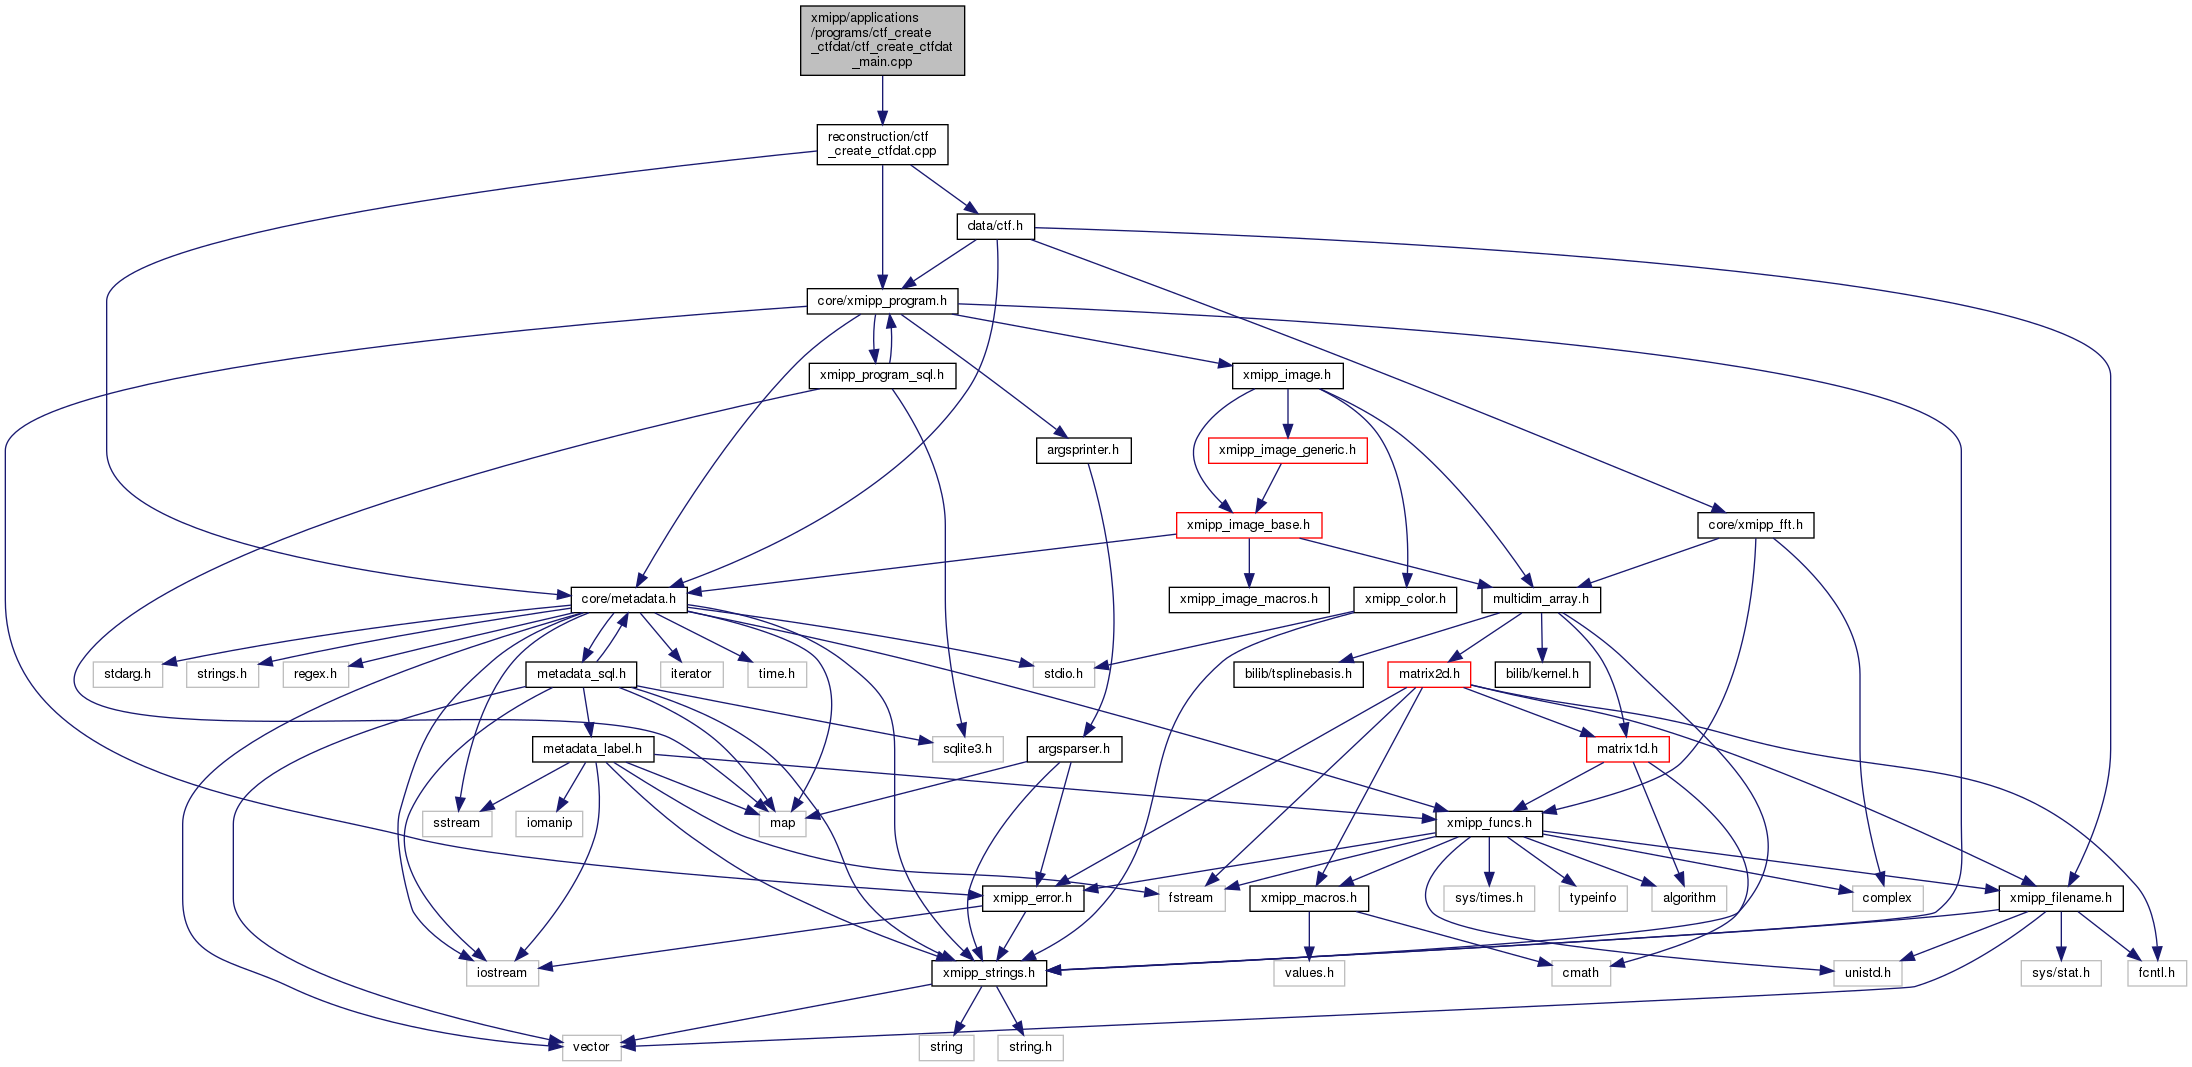 xmipp/applications
/programs/ctf_create
_ctfdat/ctf_create_ctfdat
_main.cpp
reconstruction/ctf
_create_ctfdat.cpp
data/ctf.h
core/xmipp_program.h
xmipp_program_sql.h
xmipp_image.h
argsprinter.h
xmipp_image_generic.h
xmipp_image_base.h
core/xmipp_fft.h
core/metadata.h
xmipp_image_macros.h
xmipp_color.h
multidim_array.h
stdarg.h
strings.h
regex.h
metadata_sql.h
iterator
time.h
stdio.h
bilib/tsplinebasis.h
matrix2d.h
bilib/kernel.h
metadata_label.h
sqlite3.h
argsparser.h
matrix1d.h
sstream
iomanip
map
xmipp_funcs.h
xmipp_error.h
fstream
xmipp_macros.h
sys/times.h
typeinfo
algorithm
complex
xmipp_filename.h
iostream
xmipp_strings.h
values.h
cmath
unistd.h
sys/stat.h
fcntl.h
vector
string
string.h